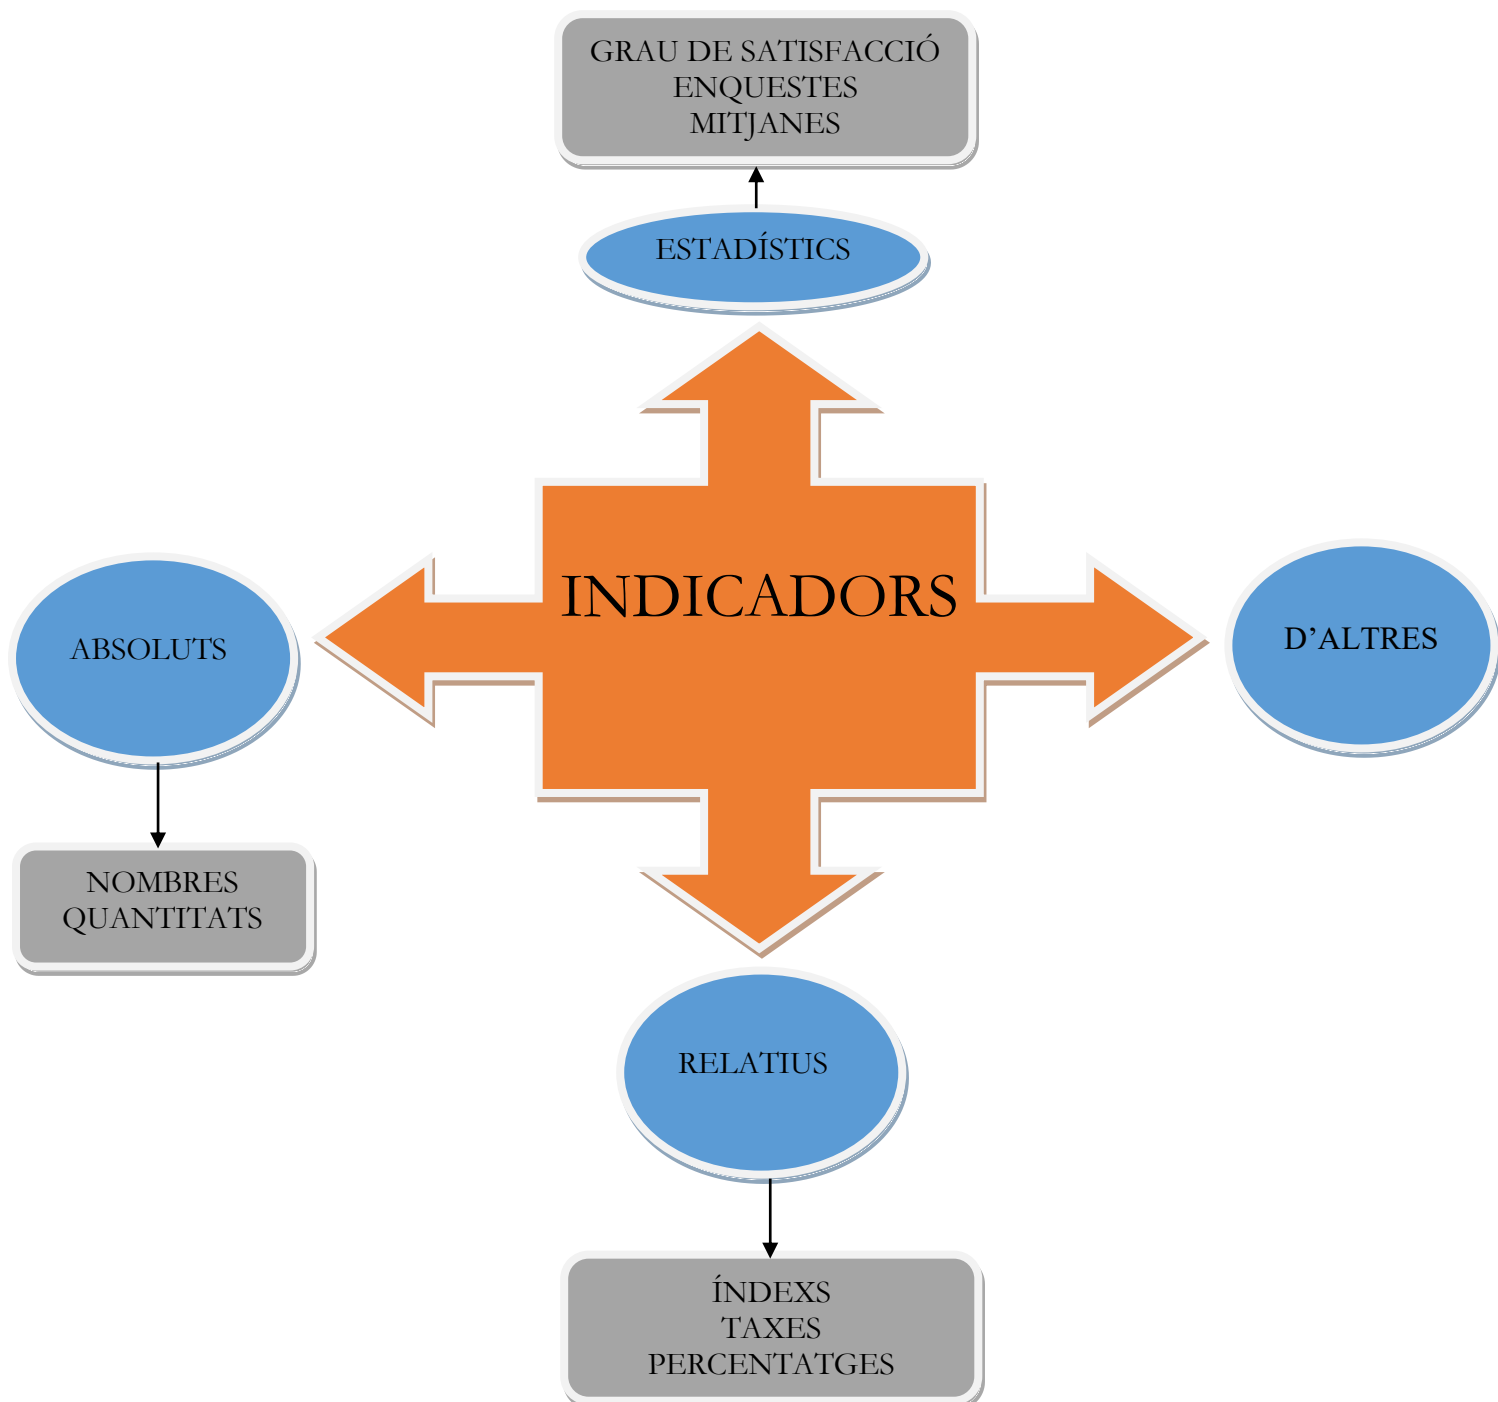 GRAU DE SATISFACCIÓ
ENQUESTES
MITJANES
ESTADÍSTICS
INDICADORS
ABSOLUTS
D’ALTRES
NOMBRES
QUANTITATS
RELATIUS
ÍNDEXS
TAXES
PERCENTATGES